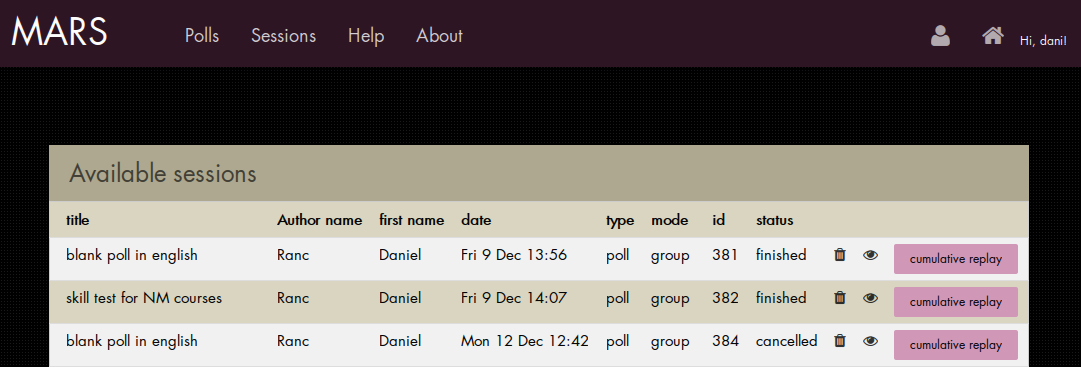 MARS Polls Sessions Help About Hi, dani!
Available sessions
title Author name first name date type mode id status
blank poll in english Ranc Daniel Fri 9 Dec 13:56 poll group 381 finished cumulative replay
skill test for NM courses Ranc Daniel Fri 9 Dec 14:07 poll group 382 finished cumulative replay
blank poll in english Ranc Daniel Mon 12 Dec 12:42 poll group 384 cancelled cumulative replay